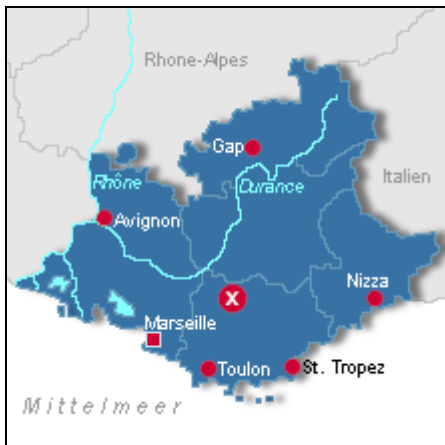 Rhone-Alpes
Gap
Italien
Rhône
Durance
Avignon
Nizza
X
Marseille
Toulon
St. Tropez
Mittelmeer